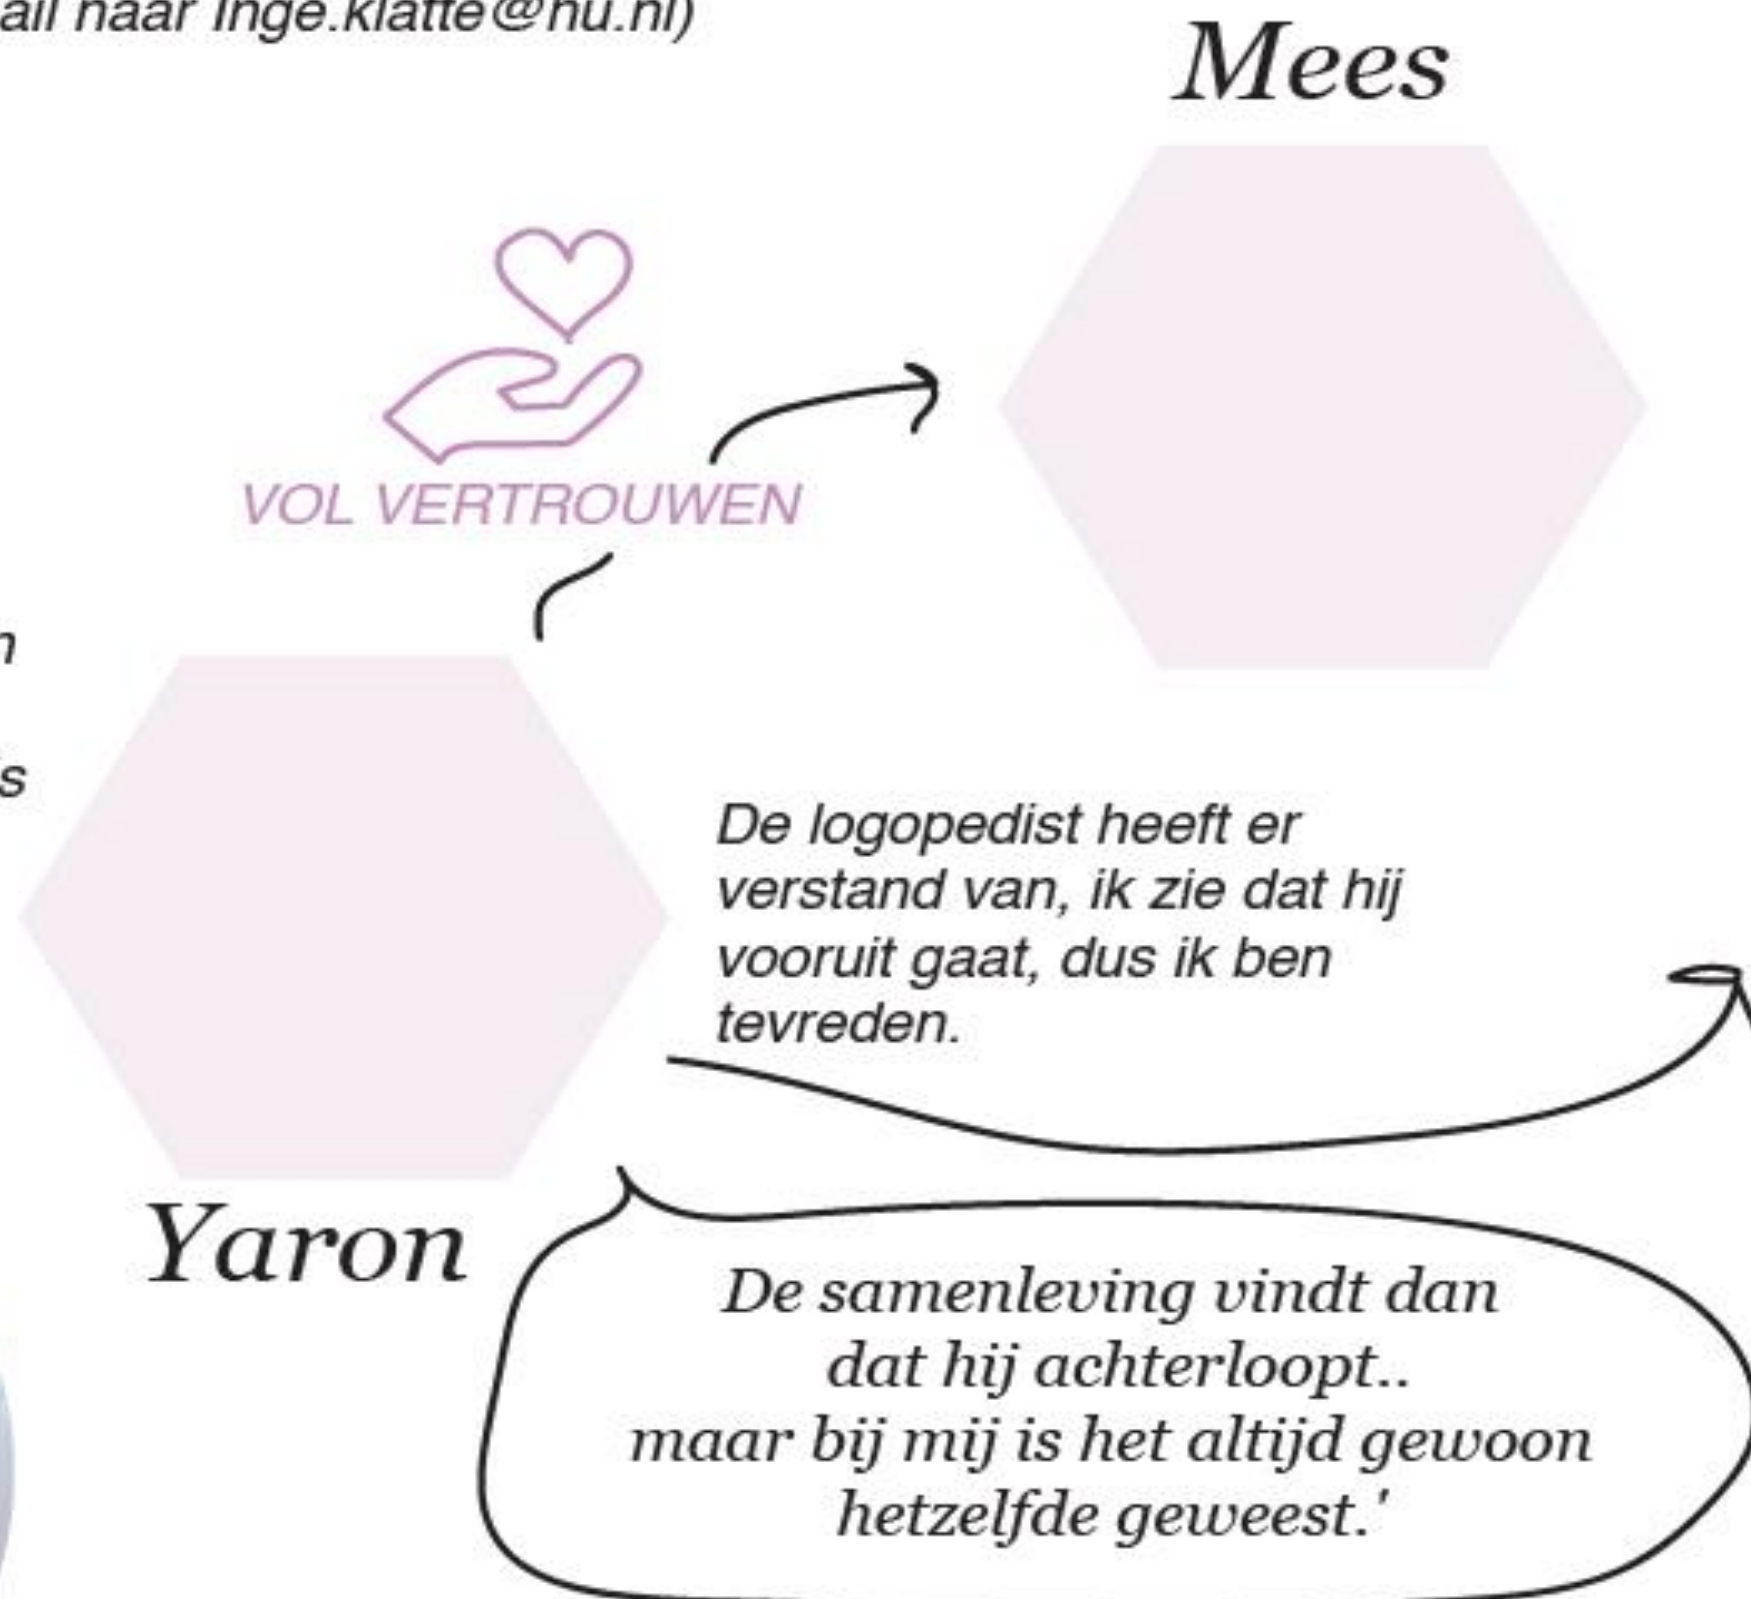 naar Inge.klatte@hu.nl)
Mees
VOL VERTROUWEN
De logopedist heeft er
verstand van, ik zie dat hij
vooruit gaat, dus ik ben
tevreden.
Yaron
De samenleving vindt dan
dat hij achterloopt..
maar bij mij is het altijd gewoon
hetzelfde geweest.'